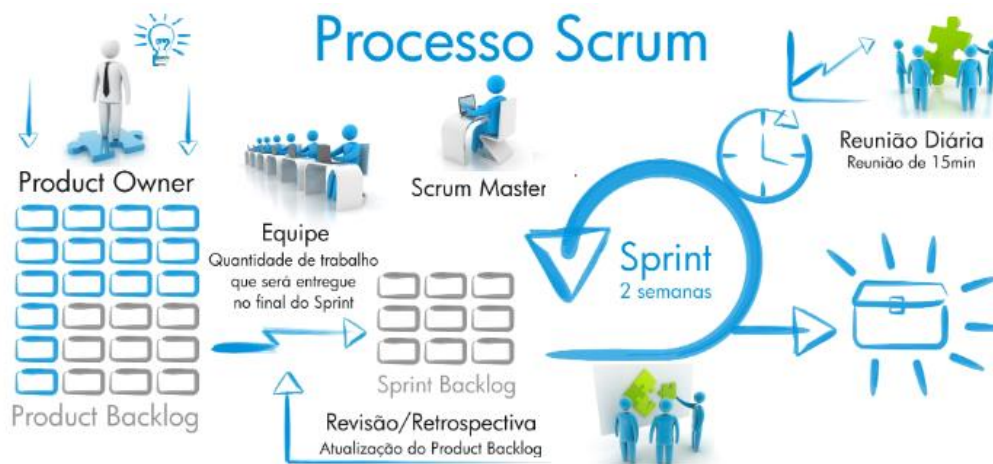 Processo Scrum
Product Owner
Product Backlog
Equipe
Quantidade de trabalho
que será entregue
no final do Sprint
Scrum Master
Sprint Backlog
Revisão/Retrospectiva
Atualização do Product Backlog
Sprint
2 semanas
Reunião Diária
Reunião de 15min